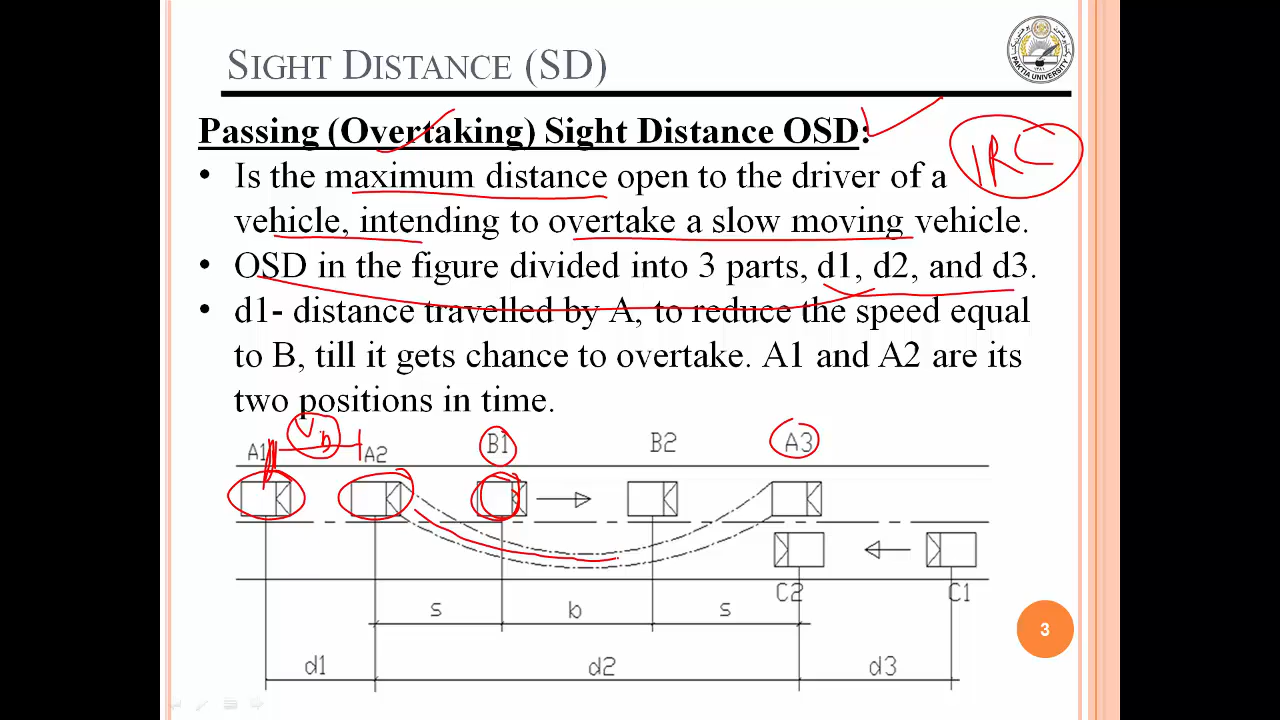 SIGHT DISTANCE (SD)
PAKTIA UNIVERSITY
Passing (Overtaking) Sight Distance OSD:
IRC
• Is the maximum distance open to the driver of a
vehicle, intending to overtake a slow moving vehicle.
• OSD in the figure divided into 3 parts, d1, d2, and d3.
• d1- distance travelled by A, to reduce the speed equal
to B, till it gets chance to overtake. A1 and A2 are its
two positions in time.
Vb
A1 A2 B1 B2 A3
C2 C1
s b s
3
d1 d2 d3